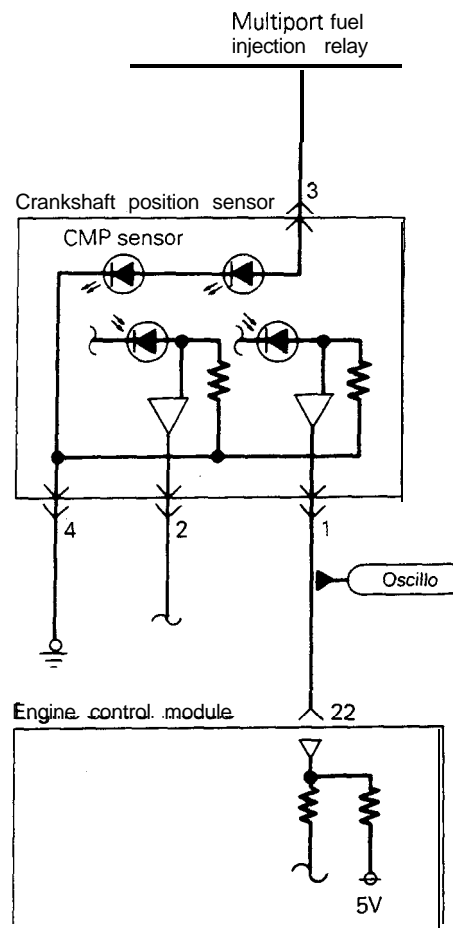 Multiport fuel
injection relay
3
Crankshaft position sensor
CMP sensor
4
2
1
Oscillo
Engine control module
22
5V